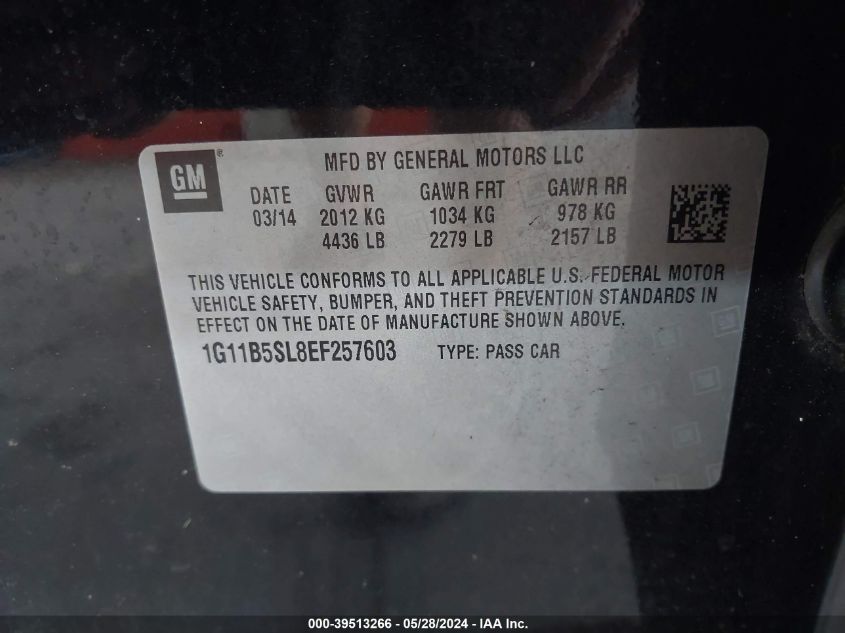 GM ® MFD BY GENERAL MOTORS LLC
DATE GVWR GAWR FRT GAWR RR
03/14 2012 KG 1034 KG 978 KG
4436 LB 2279 LB 2157 LB
THIS VEHICLE CONFORMS TO ALL APPLICABLE U.S. FEDERAL MOTOR
VEHICLE SAFETY, BUMPER, AND THEFT PREVENTION STANDARDS IN
EFFECT ON THE DATE OF MANUFACTURE SHOWN ABOVE.
1G11B5SL8EF257603 TYPE: PASS CAR
000-39513266 - 05/28/2024 - IAA Inc.